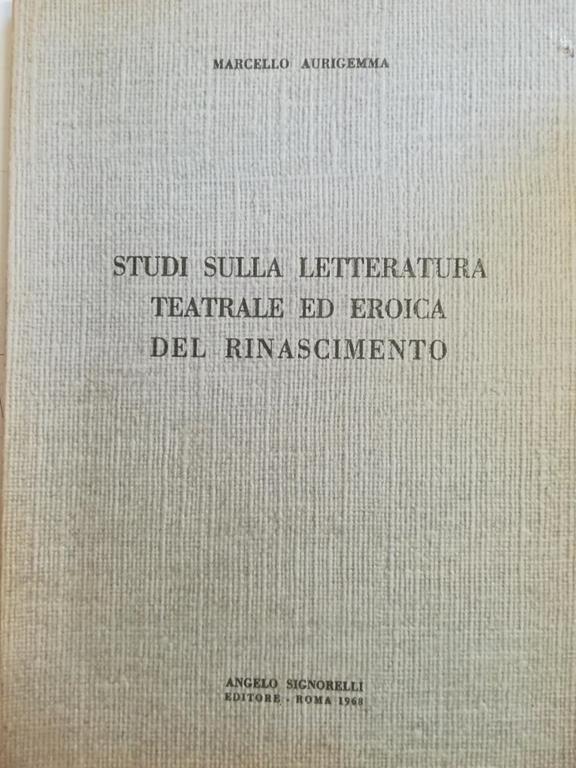 MARCELLO AURIGEMMA
STUDI SULLA LETTERATURA
TEATRALE ED EROICA
DEL RINASCIMENTO
ANGELO SIGNORELLI
EDITORE - ROMA 1968